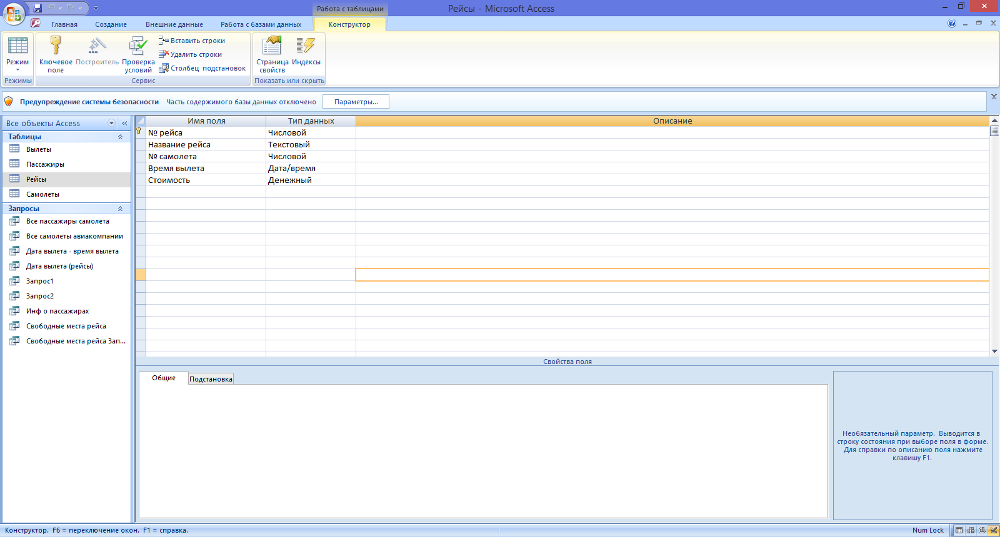 Работа с таблицами
Рейсы - Microsoft Access
Главная
Создание
Внешние данные
Работа с базами данных
Конструктор
Режим
Режимы
Ключевое
поле
Построитель
Проверка
условий
Вставить строки
Удалить строки
Столбец подстановок
Сервис
Страница
свойств
Индексы
Показать или скрыть
Предупреждение системы безопасности
Часть содержимого базы данных отключено
Параметры...
Все объекты Access
Таблицы
Вылеты
Пассажиры
Рейсы
Самолеты
Запросы
Все пассажиры самолета
Все самолеты авиакомпании
Дата вылета - время вылета
Дата вылета (рейсы)
Запрос1
Запрос2
Инф о пассажирах
Свободные места рейса
Свободные места рейса Зап...
Имя поля
Тип данных
Описание
№ рейса
Числовой
Название рейса
Текстовый
№ самолета
Числовой
Время вылета
Дата/время
Стоимость
Денежный
Свойства поля
Общие
Подстановка
Необязательный параметр. Выводится в
строку состояния при выборе поля в форме.
Для справки по описанию поля нажмите
клавишу F1.
Конструктор. F6 = переключение окон. F1 = справка.
Num Lock